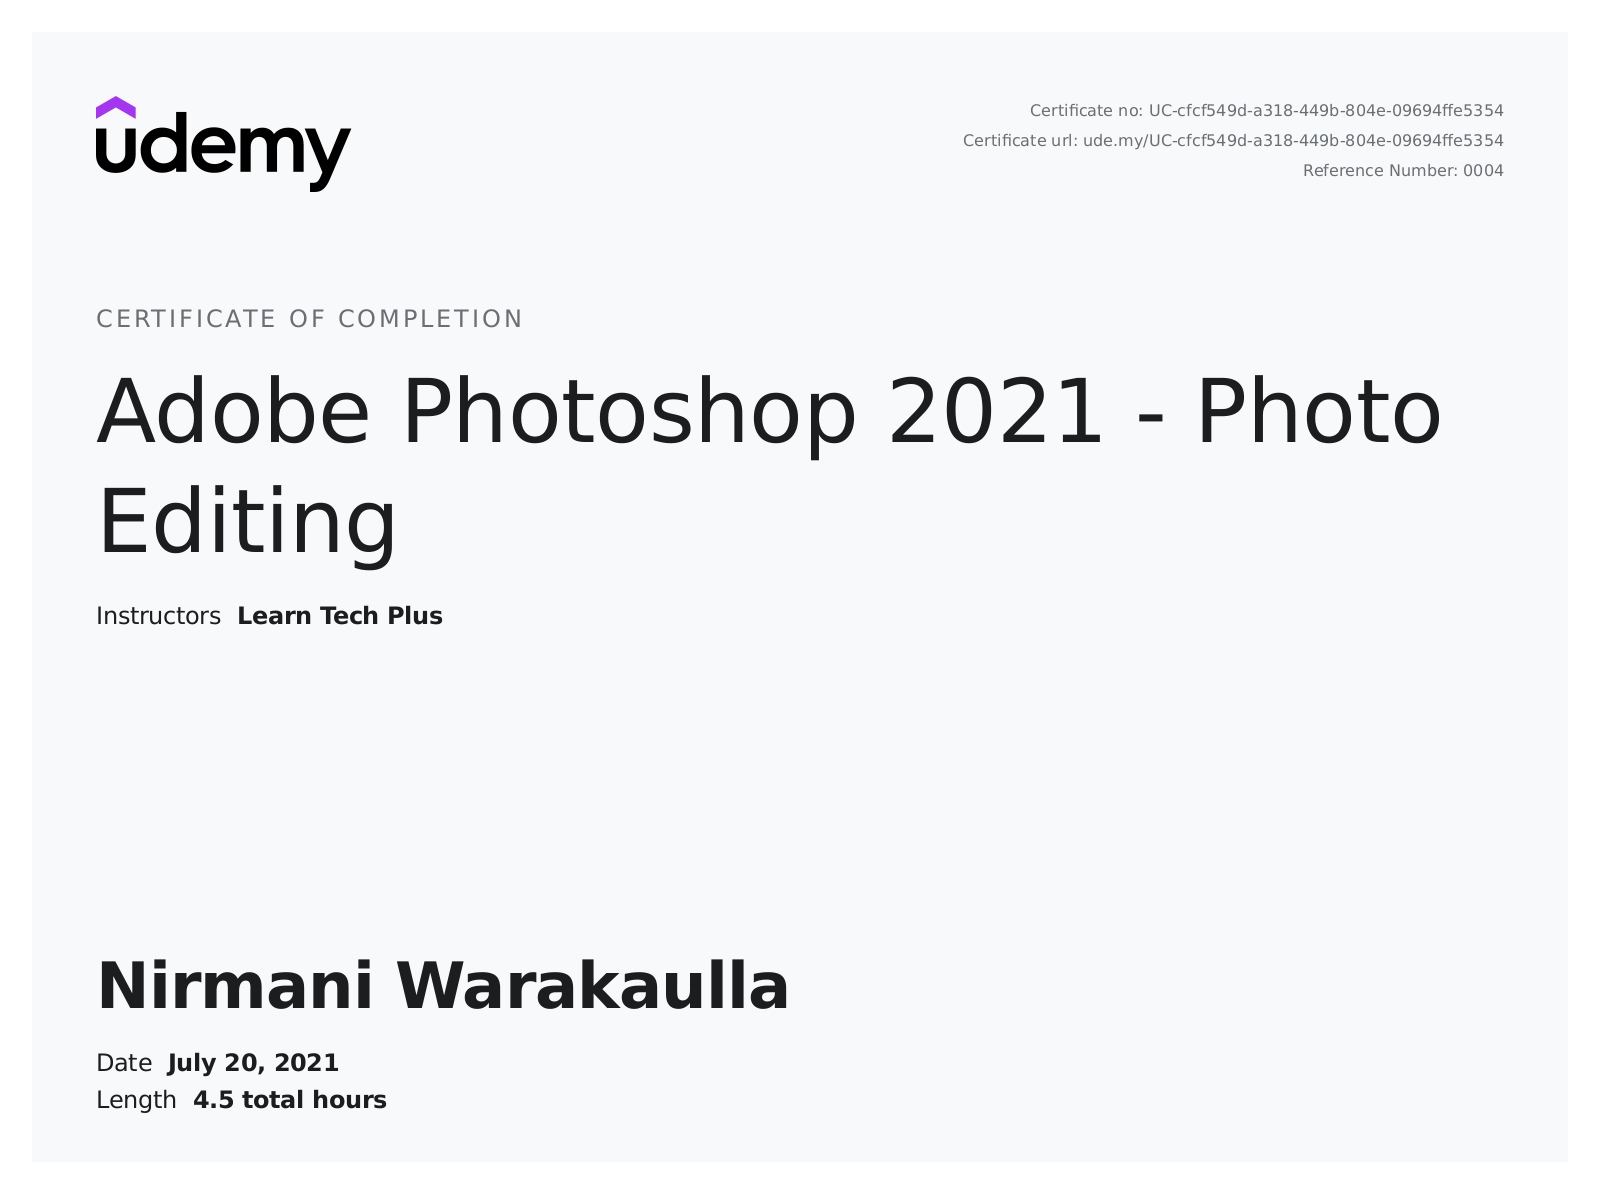 udemy
Certificate no: UC-cfcf549d-a318-449b-804e-09694ffe5354
Certificate url: ude.my/UC-cfcf549d-a318-449b-804e-09694ffe5354
Reference Number: 0004
CERTIFICATE OF COMPLETION
Adobe Photoshop 2021 - Photo
Editing
Instructors Learn Tech Plus
Nirmani Warakaulla
Date July 20, 2021
Length 4.5 total hours